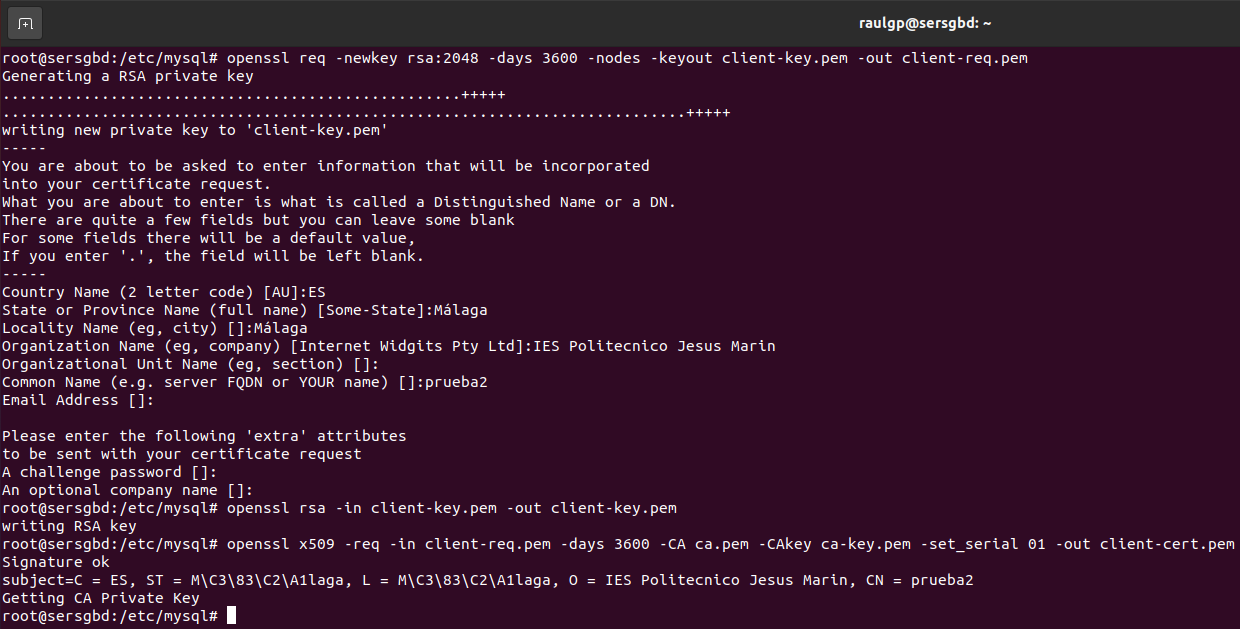 raulgp@sersgbd: ~
root@sersgbd:/etc/mysql# openssl req -newkey rsa:2048 -days 3600 -nodes -keyout client-key.pem -out client-req.pem
Generating a RSA private key
...................................................+++++
............................................................................+++++
writing new private key to 'client-key.pem'
-----
You are about to be asked to enter information that will be incorporated
into your certificate request.
What you are about to enter is what is called a Distinguished Name or a DN.
There are quite a few fields but you can leave some blank
For some fields there will be a default value,
If you enter '.', the field will be left blank.
-----
Country Name (2 letter code) [AU]:ES
State or Province Name (full name) [Some-State]:Málaga
Locality Name (eg, city) []:Málaga
Organization Name (eg, company) [Internet Widgits Pty Ltd]:IES Politecnico Jesus Marin
Organizational Unit Name (eg, section) []:
Common Name (e.g. server FQDN or YOUR name) []:prueba2
Email Address []:
Please enter the following 'extra' attributes
to be sent with your certificate request
A challenge password []:
An optional company name []:
root@sersgbd:/etc/mysql# openssl rsa -in client-key.pem -out client-key.pem
writing RSA key
root@sersgbd:/etc/mysql# openssl x509 -req -in client-req.pem -days 3600 -CA ca.pem -CAkey ca-key.pem -set_serial 01 -out client-cert.pem
Signature ok
subject=C = ES, ST = M\C3\83\C2\A1laga, L = M\C3\83\C2\A1laga, O = IES Politecnico Jesus Marin, CN = prueba2
Getting CA Private Key
root@sersgbd:/etc/mysql#